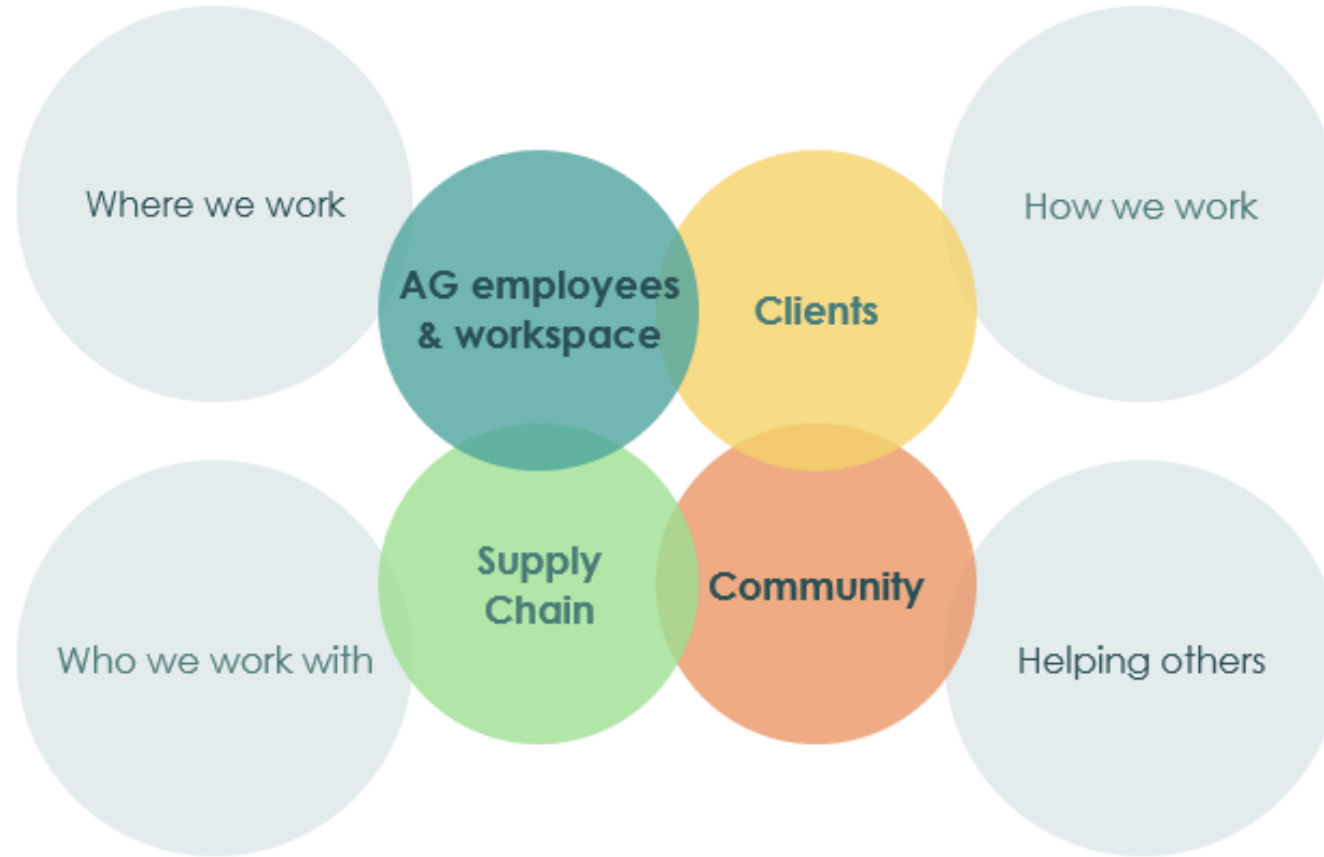 Where we work
How we work
AG employees
& workspace
Clients
Supply
Chain
Community
Who we work with
Helping others